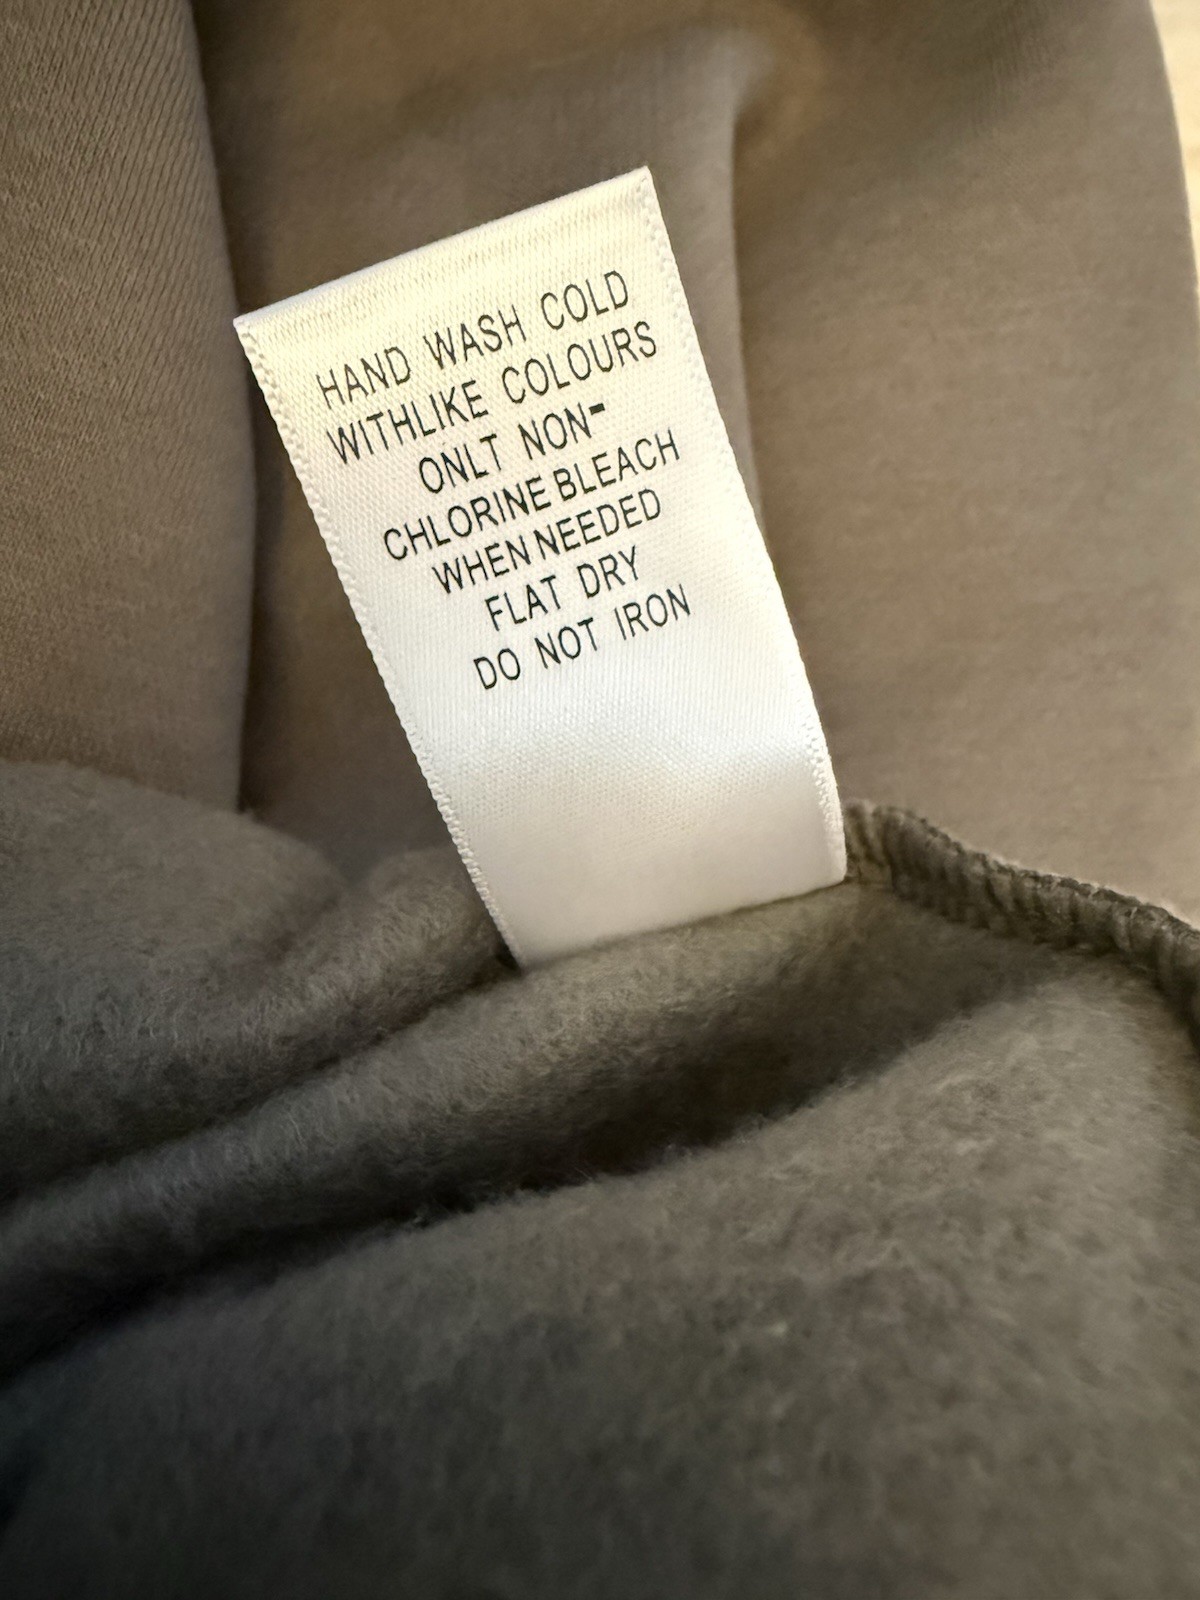 HAND WASH COLD
WITHLIKE COLOURS
ONLT NON-
CHLORINE BLEACH
WHEN NEEDED
FLAT DRY
DO NOT IRON